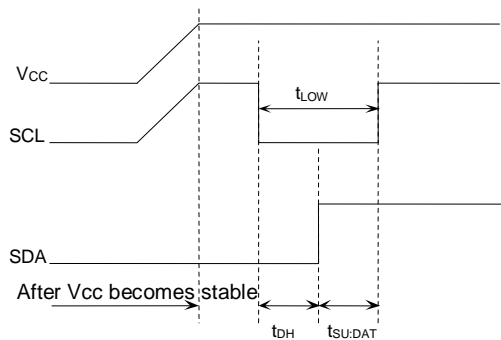 VCC
tLOW
SCL
SDA
After Vcc becomes stable
tDH
tSU:DAT